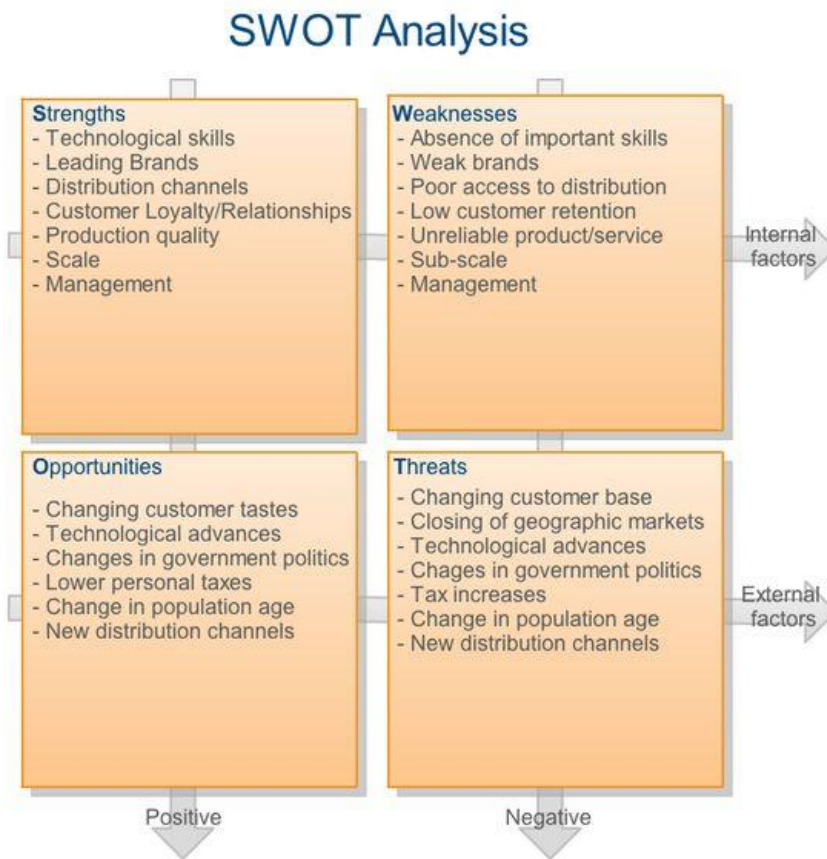 SWOT Analysis
Strengths
- Technological skills
- Leading Brands
- Distribution channels
- Customer Loyalty/Relationships
- Production quality
- Scale
- Management
Weaknesses
- Absence of important skills
- Weak brands
- Poor access to distribution
- Low customer retention
- Unreliable product/service
- Sub-scale
- Management
Internal
factors
Opportunities
- Changing customer tastes
- Technological advances
- Changes in government politics
- Lower personal taxes
- Change in population age
- New distribution channels
Threats
- Changing customer base
- Closing of geographic markets
- Technological advances
- Chages in government politics
- Tax increases
- Change in population age
- New distribution channels
External
factors
Positive
Negative